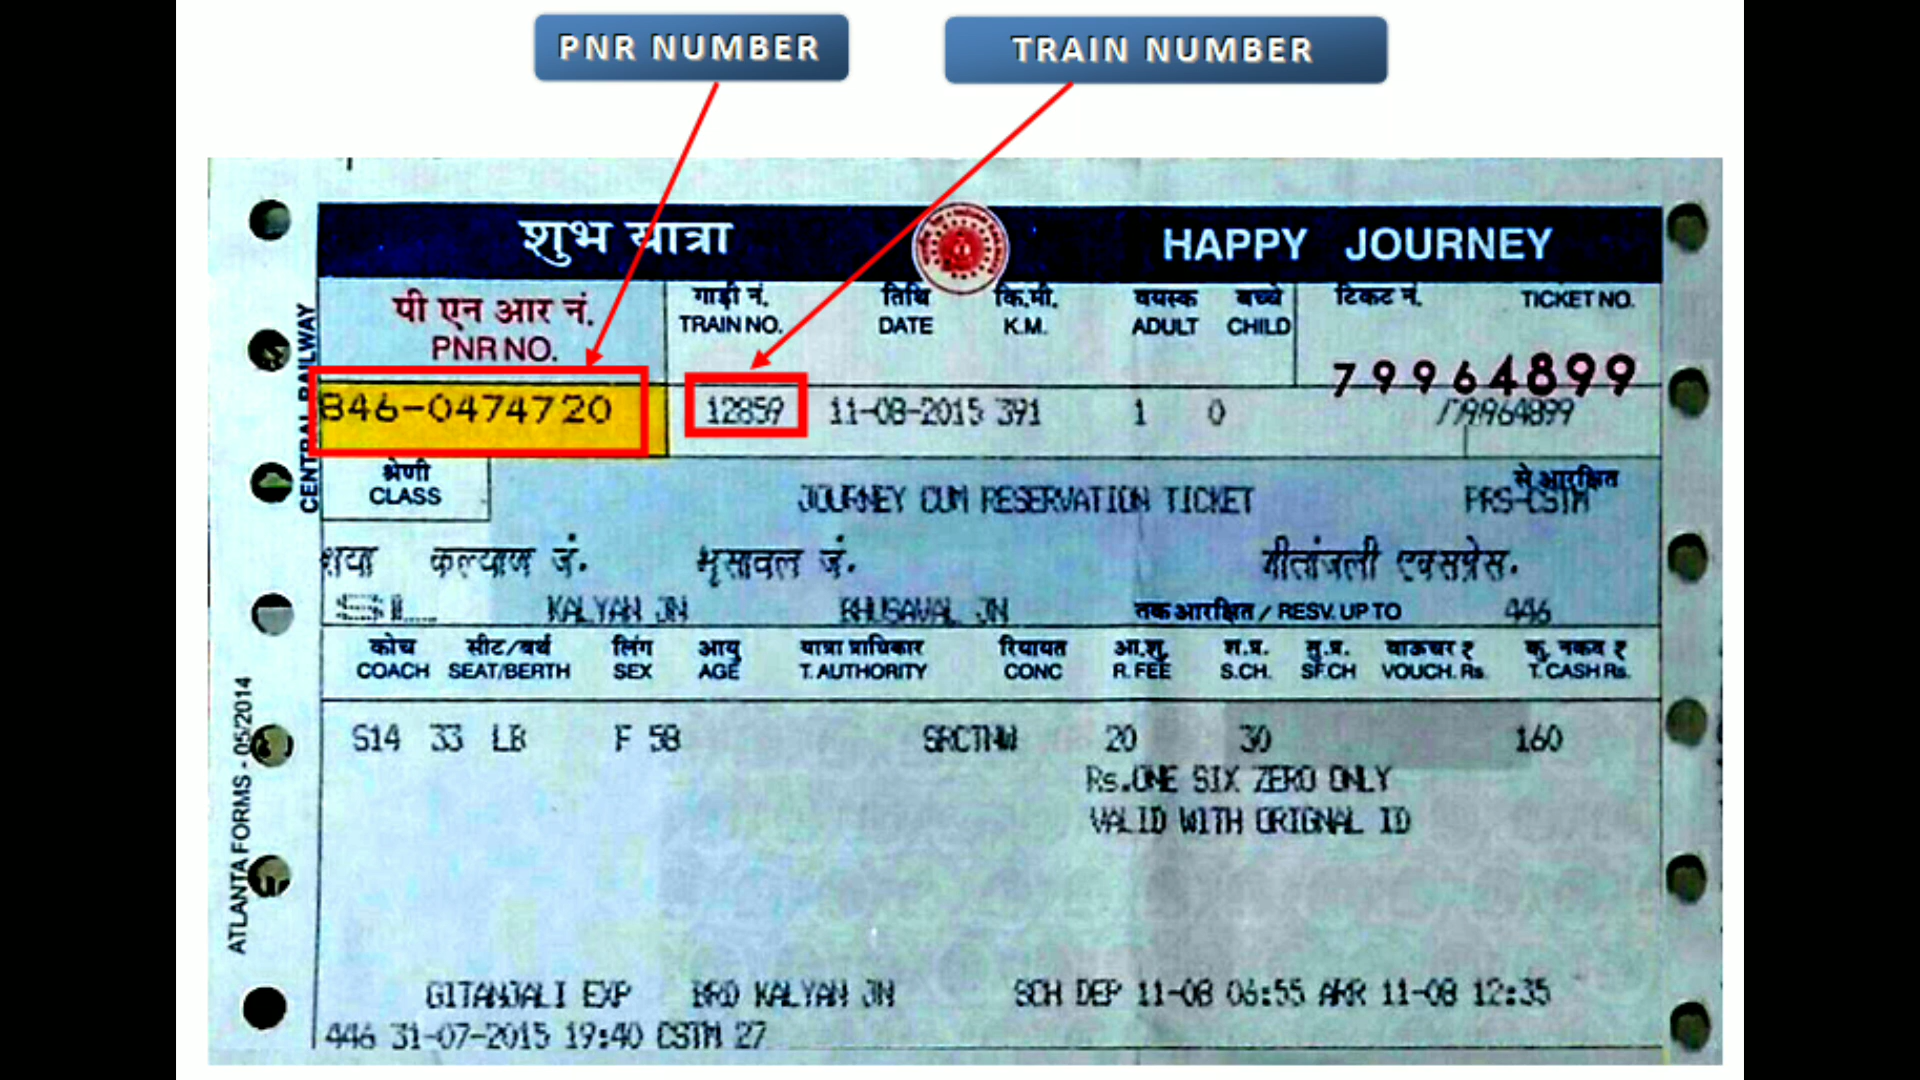 PNR NUMBER TRAIN NUMBER
शुभ यात्रा HAPPY JOURNEY
पी एन आर नं. गाड़ी नं. तिथि कि.मी. वयस्क बच्चे टिकट नं. TICKET NO.
PNR NO. TRAIN NO. DATE K.M. ADULT CHILD
79964899
846-0474720 12859 11-08-2015 391 1 0 79964899
CENTRAL RAILWAY
श्रेणी से आरक्षित
CLASS JOURNEY CUM RESERVATION TICKET PRS-CSTM
कल्याण जं. भुसावल जं. गीतांजली एक्सप्रेस.
SL KALYAN JN BHUSAVAL JN तक आरक्षित / RESV. UP TO 446
कोच सीट/बर्थ लिंग आयु यात्रा प्राधिकार रियायत आ.शु. सु.प्र. वाऊचर ₹ कु. नकद ₹
COACH SEAT/BERTH SEX AGE T. AUTHORITY CONC R. FEE S.CH. SF.CH VOUCH. Rs. T. CASH Rs.
S14 33 LB F 58 SRCTNW 20 30 160
Rs.ONE SIX ZERO ONLY
VALID WITH ORIGNAL ID
ATLANTA FORMS - 05/2014
GITANJALI EXP BRD KALYAN JN SCH DEP 11-08 06:55 ARR 11-08 12:35
446 31-07-2015 19:40 CSTM 27